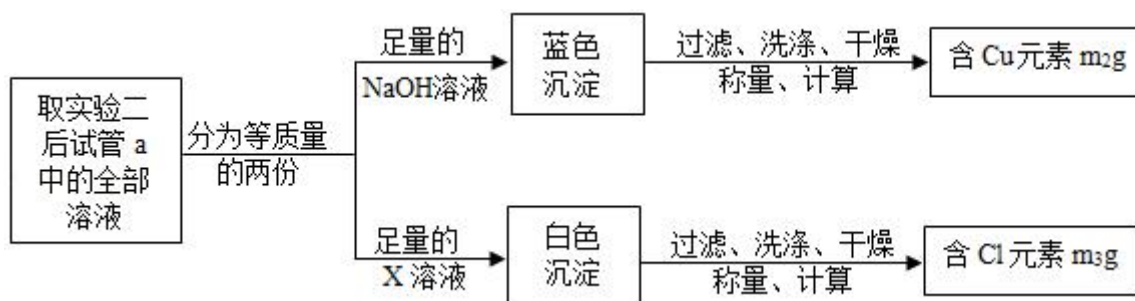 取实验二
后试管 a
中的全部
溶液
分为等质量
的两份
足量的
NaOH溶液
蓝色
沉淀
过滤、洗涤、干燥
称量、计算
含 Cu元素 m₂g
足量的
X 溶液
白色
沉淀
过滤、洗涤、干燥
称量、计算
含 Cl 元素 m₃g